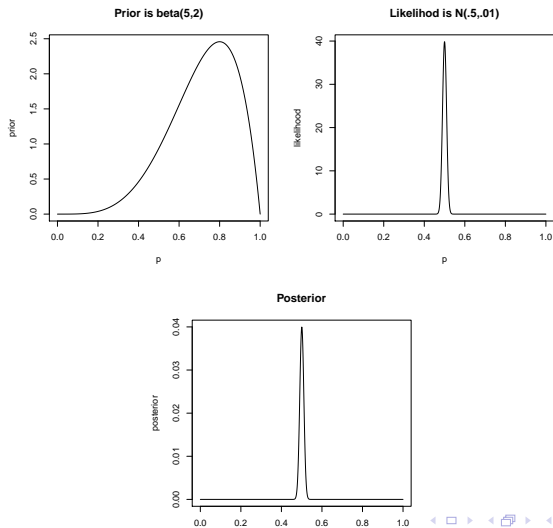 Prior is beta(5,2)
prior
0.0 0.5 1.0 1.5 2.0 2.5
0.0 0.2 0.4 0.6 0.8 1.0
p
Likelihod is N(.5,.01)
likelihood
0 10 20 30 40
0.0 0.2 0.4 0.6 0.8 1.0
p
Posterior
posterior
0.00 0.01 0.02 0.03 0.04
0.0 0.2 0.4 0.6 0.8 1.0